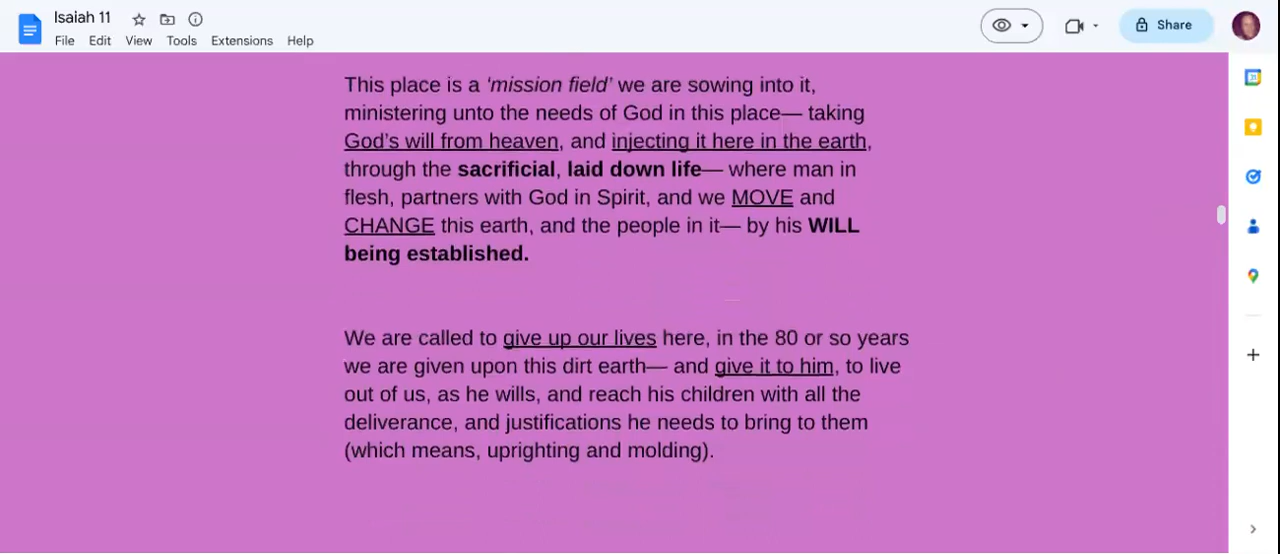 Isaiah 11
File Edit View Tools Extensions Help
Share
This place is a ‘mission field’ we are sowing into it,
ministering unto the needs of God in this place— taking
God’s will from heaven, and injecting it here in the earth,
through the sacrificial, laid down life— where man in
flesh, partners with God in Spirit, and we MOVE and
CHANGE this earth, and the people in it— by his WILL
being established.
We are called to give up our lives here, in the 80 or so years
we are given upon this dirt earth— and give it to him, to live
out of us, as he wills, and reach his children with all the
deliverance, and justifications he needs to bring to them
(which means, uprighting and molding).